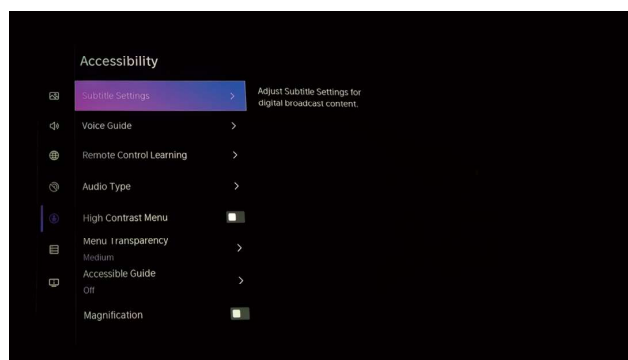 Accessibility
Subtitle Settings
Adjust Subtitle Settings for
digital broadcast content.
Voice Guide
Remote Control Learning
Audio Type
High Contrast Menu
Menu Transparency
Medium
Accessible Guide
Off
Magnification